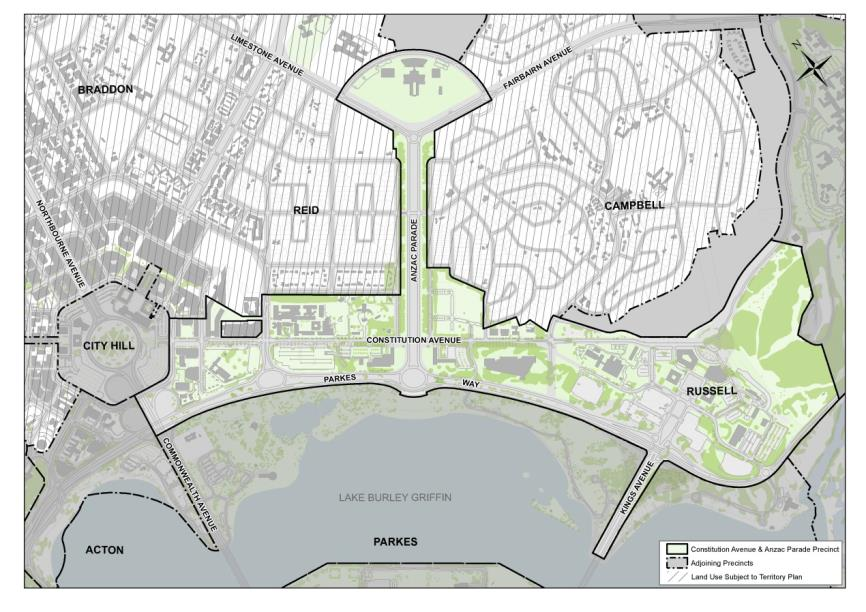 LIMESTONE AVENUE
FAIRBAIRN AVENUE
N
BRADDON
NORTHBOURNE AVENUE
REID
ANZAC PARADE
CAMPBELL
CITY HILL
CONSTITUTION AVENUE
PARKES WAY
RUSSELL
COMMONWEALTH AVENUE
KINGS AVENUE
LAKE BURLEY GRIFFIN
PARKES
ACTON
Constitution Avenue & Anzac Parade Precinct
Adjoining Precincts
Land Use Subject to Territory Plan